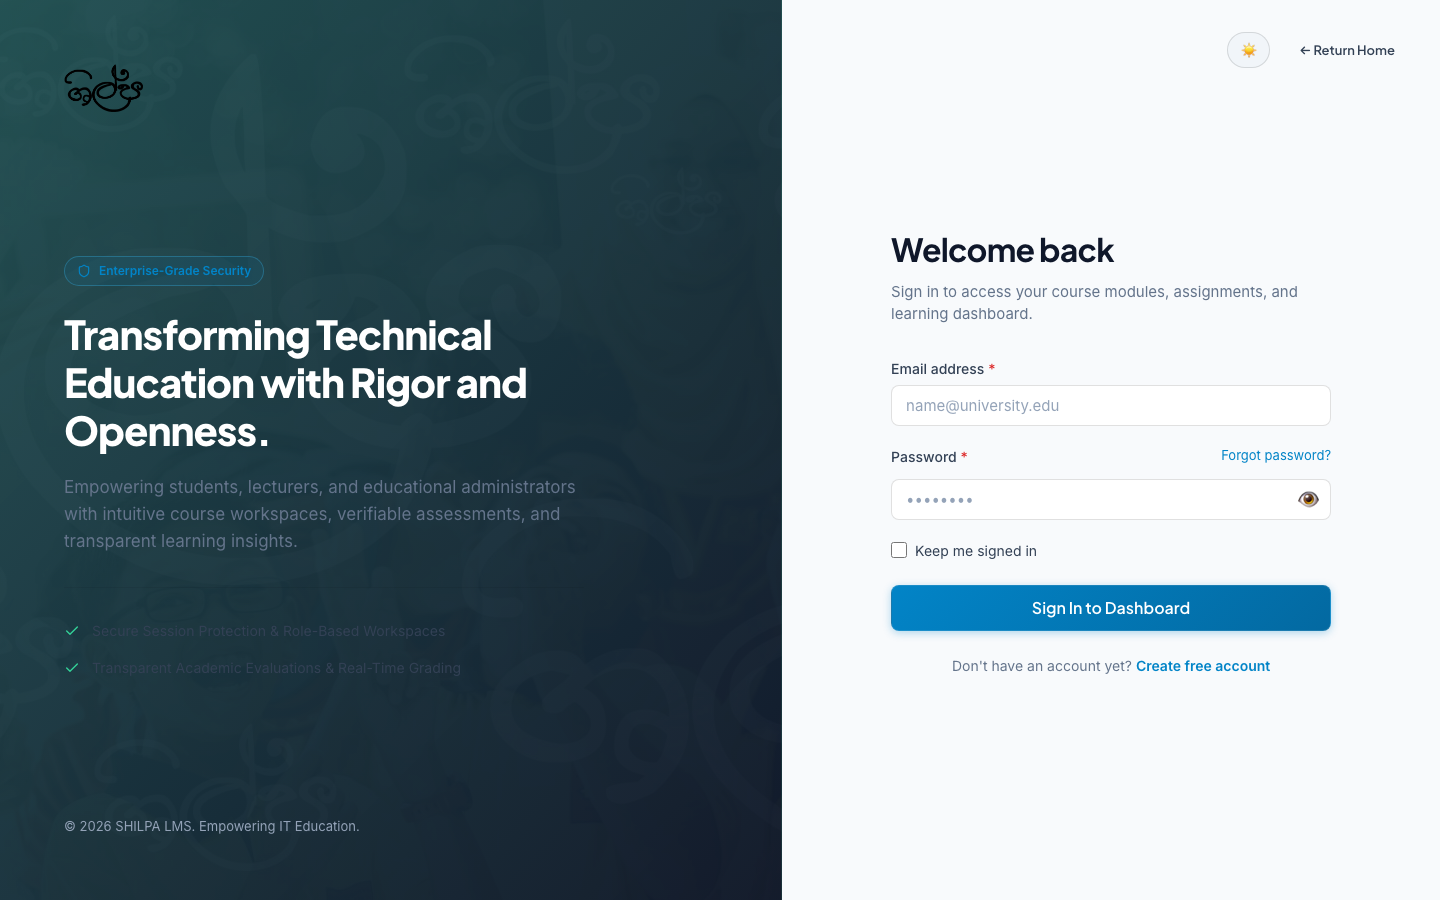 ශිල්ප
Enterprise-Grade Security
Transforming Technical
Education with Rigor and
Openness.
Empowering students, lecturers, and educational administrators
with intuitive course workspaces, verifiable assessments, and
transparent learning insights.
Secure Session Protection & Role-Based Workspaces
Transparent Academic Evaluations & Real-Time Grading
© 2026 SHILPA LMS. Empowering IT Education.
← Return Home
Welcome back
Sign in to access your course modules, assignments, and
learning dashboard.
Email address *
name@university.edu
Password *
Forgot password?
••••••••
Keep me signed in
Sign In to Dashboard
Don't have an account yet? Create free account